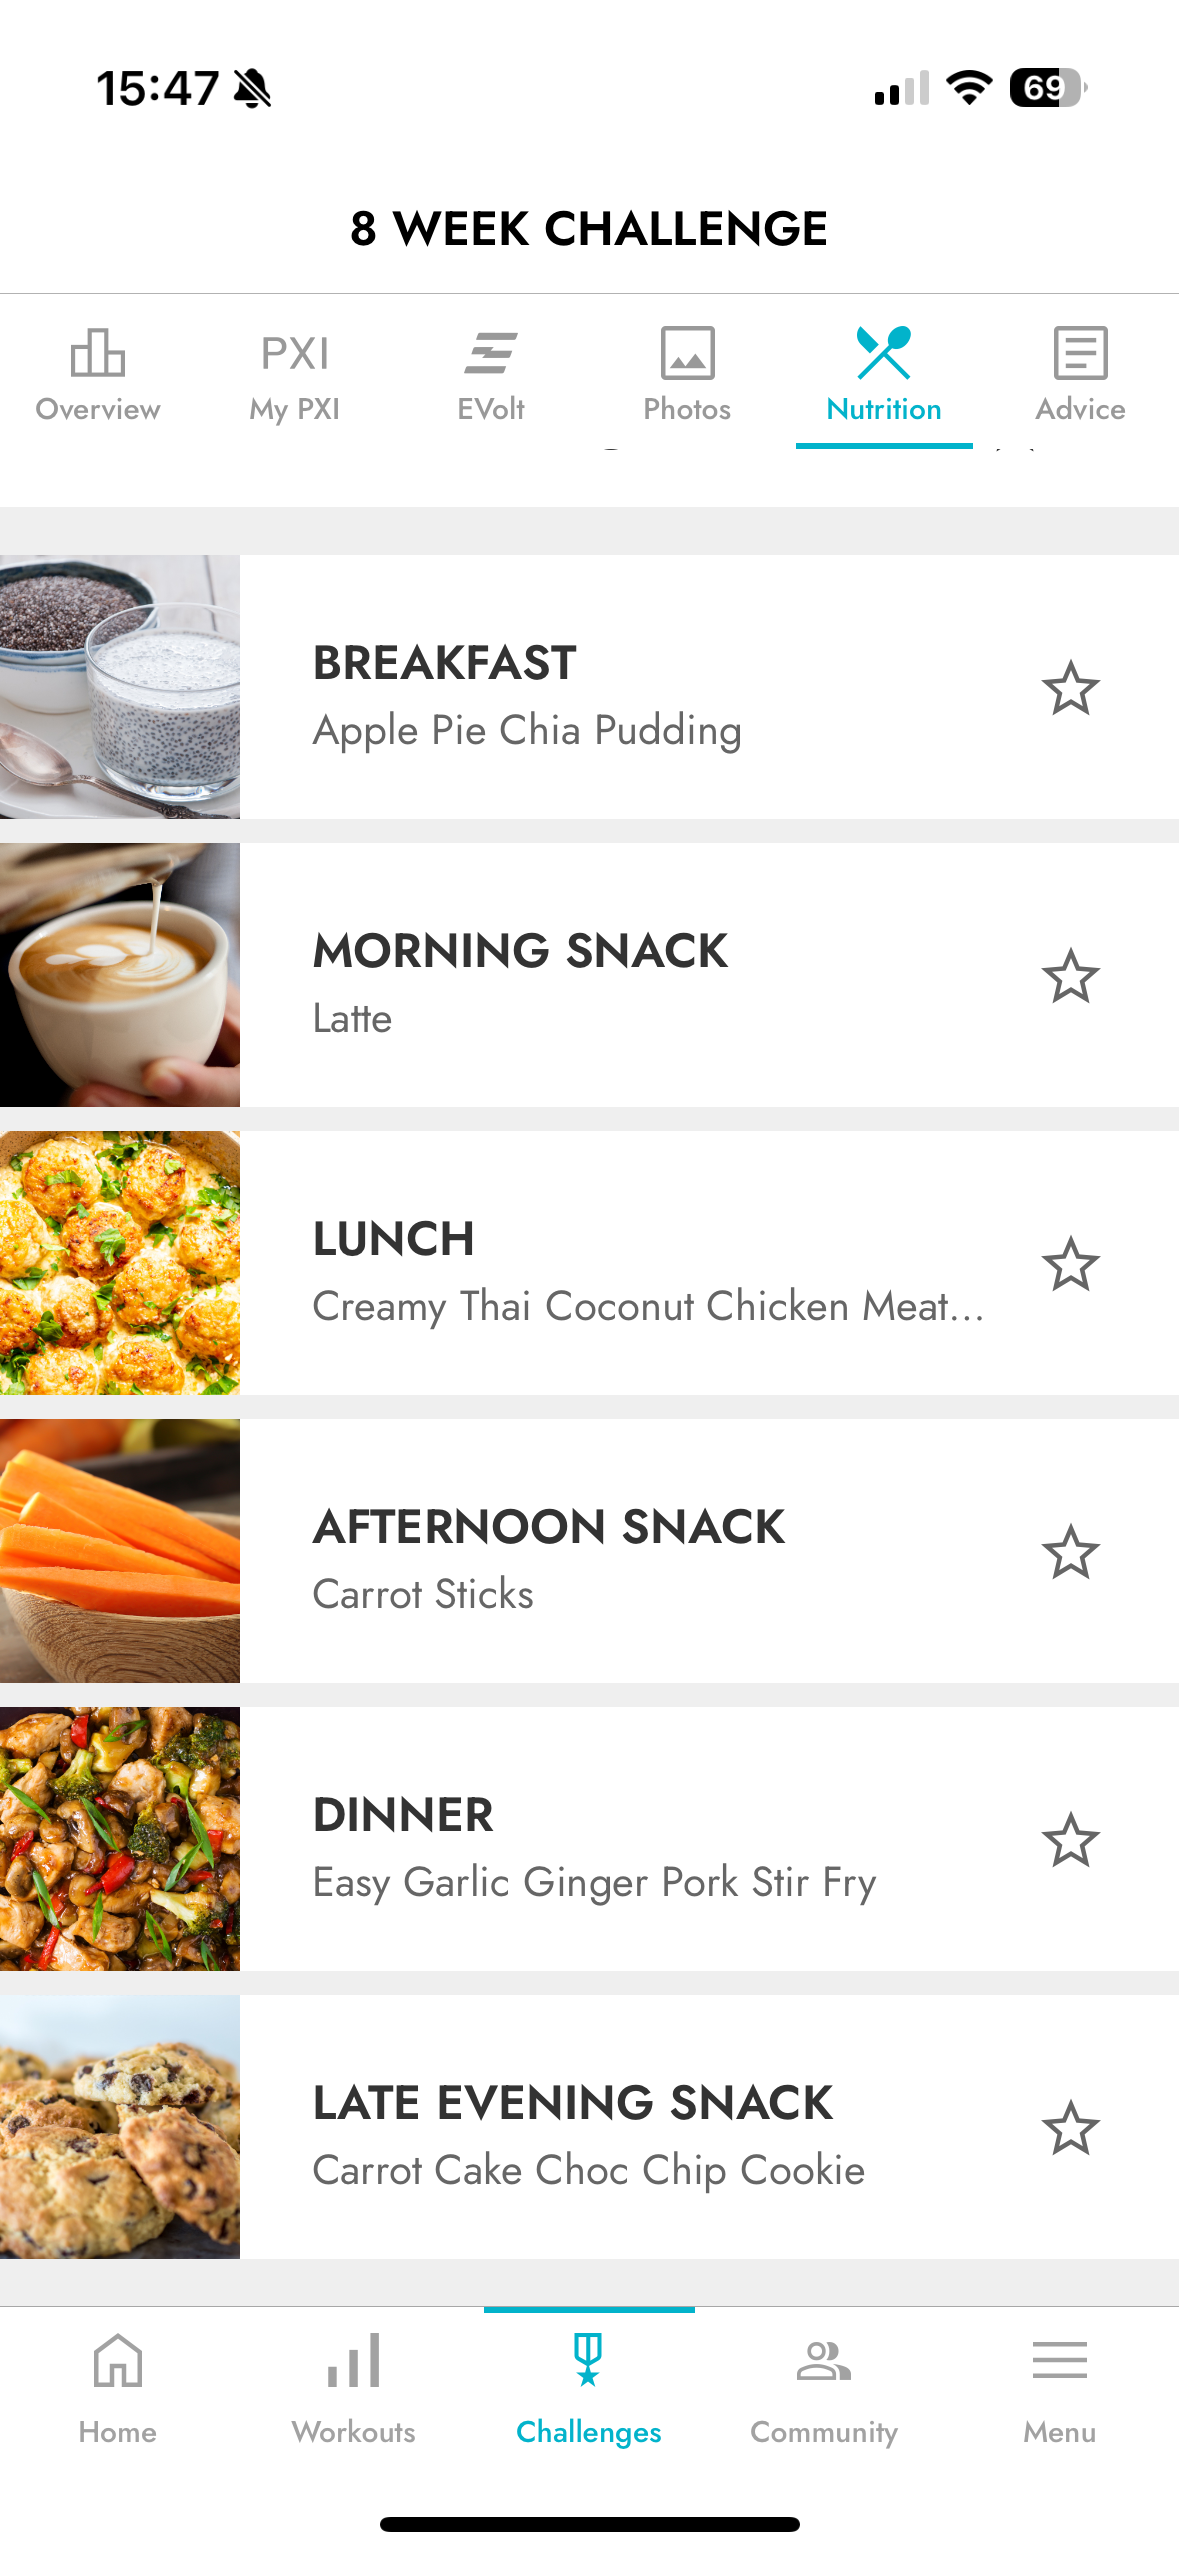 15:47
69
8 WEEK CHALLENGE
PXI
Overview
My PXI
EVolt
Photos
Nutrition
Advice
BREAKFAST
Apple Pie Chia Pudding
MORNING SNACK
Latte
LUNCH
Creamy Thai Coconut Chicken Meat...
AFTERNOON SNACK
Carrot Sticks
DINNER
Easy Garlic Ginger Pork Stir Fry
LATE EVENING SNACK
Carrot Cake Choc Chip Cookie
Home
Workouts
Challenges
Community
Menu